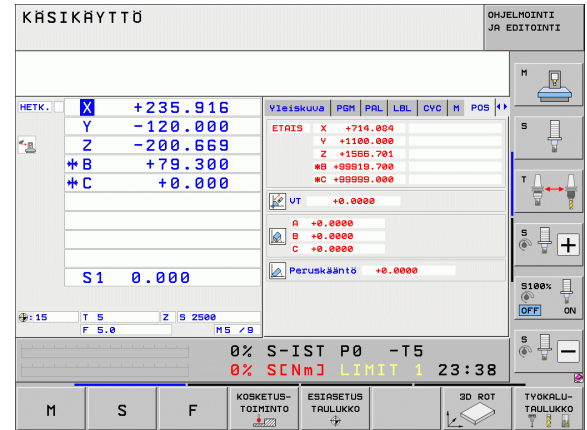 KÄSIKÄYTTÖ
OHJELMOINTI
JA EDITOINTI
HETK.
X +235.916
Y -120.000
Z -200.669
B +79.300
C +0.000
S1 0.000
:15
T 5
Z S 2500
F 5.0
M5 /9
Yleiskuva PGM PAL LBL CYC M POS
ETAIS X +714.084
Y +1100.000
Z +1566.701
*B +99919.700
*C +99999.000
VT +0.0000
A +0.0000
B +0.0000
C +0.0000
Peruskääntö +0.0000
0% S-IST P0 -T5
0% S[Nm] LIMIT 1 23:38
M
S
T
S
S100%
OFF ON
S
M
S
F
KOSKETUS-
TOIMINTO
ESIASETUS
TAULUKKO
3D ROT
TYÖKALU-
TAULUKKO